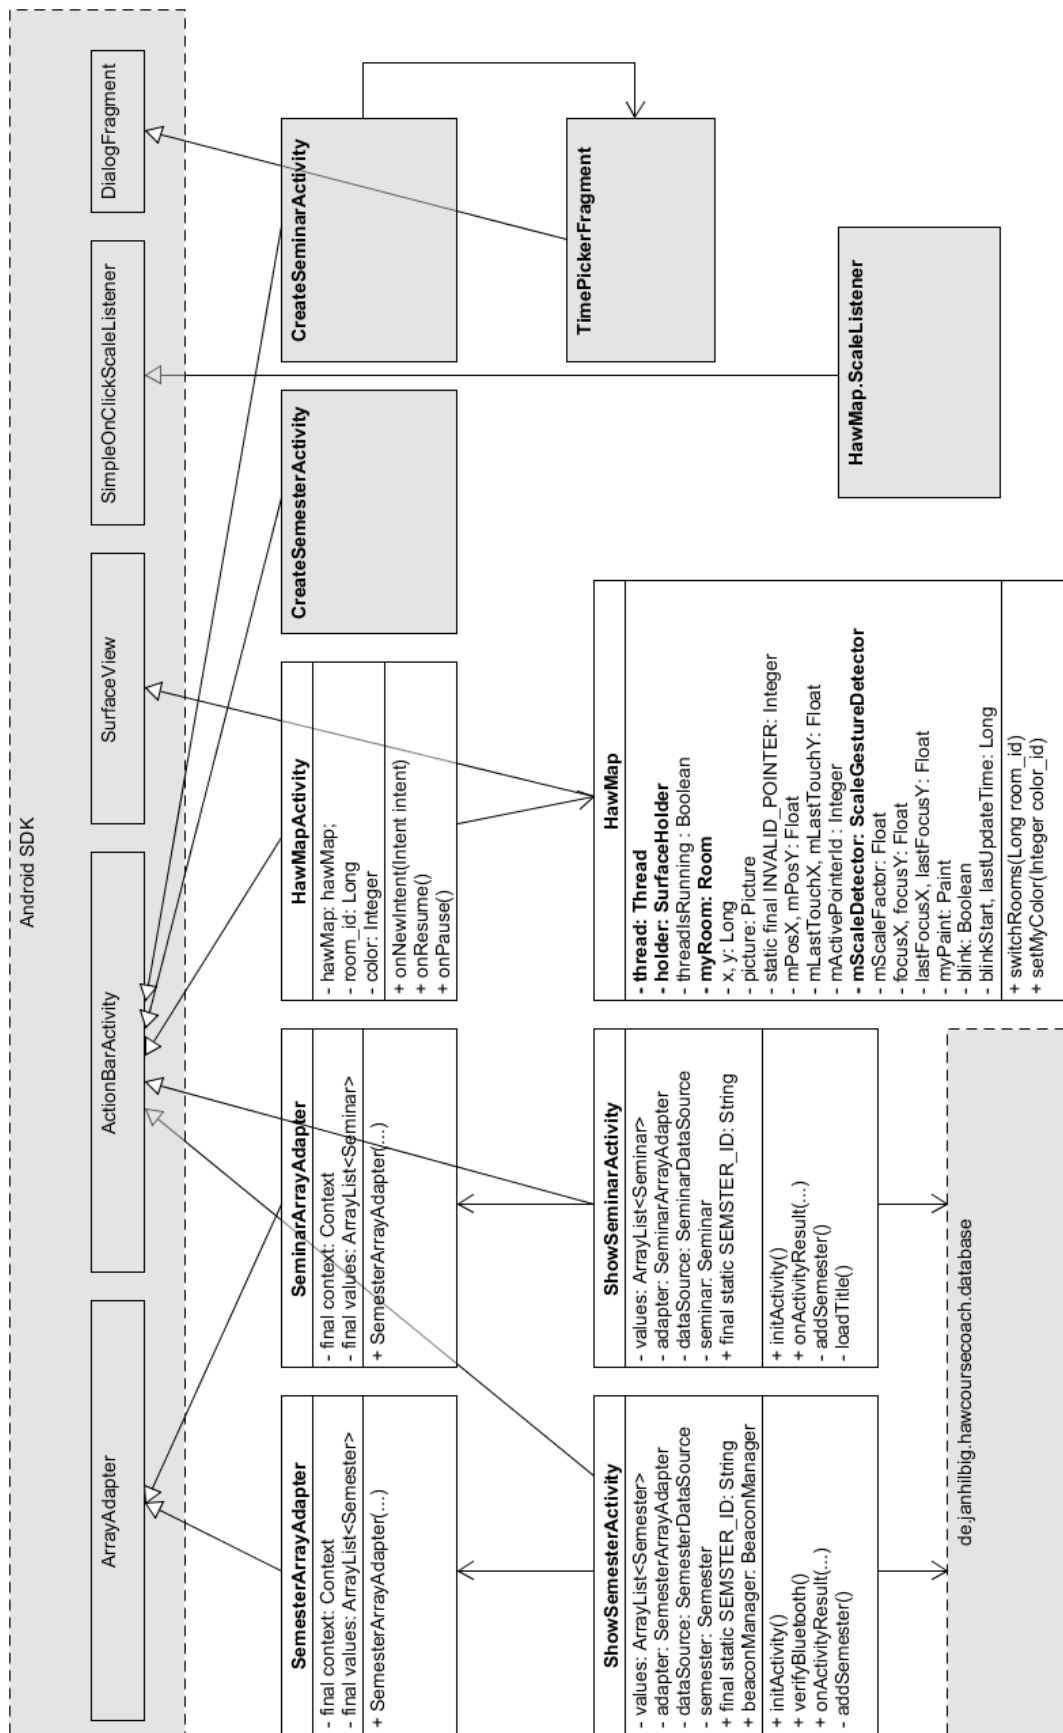 Android SDK
ArrayAdapter
ActionBarActivity
SurfaceView
SimpleOnClickScaleListener
DialogFragment
SemesterArrayAdapter
- final context: Context
- final values: ArrayList<Semester>
+ SemesterArrayAdapter(...)
SeminarArrayAdapter
- final context: Context
- final values: ArrayList<Seminar>
+ SemesterArrayAdapter(...)
HawMapActivity
- hawMap: hawMap;
- room_id: Long
- color: Integer
+ onNewIntent(Intent intent)
+ onResume()
+ onPause()
CreateSemesterActivity
CreateSeminarActivity
ShowSemesterActivity
- values: ArrayList<Semester>
- adapter: SemesterArrayAdapter
- dataSource: SemesterDataSource
- semester: Semester
+ final static SEMSTER_ID: String
+ beaconManager: BeaconManager
+ initActivity()
+ verifyBluetooth()
+ onActivityResult(...)
- addSemester()
ShowSeminarActivity
- values: ArrayList<Seminar>
- adapter: SeminarArrayAdapter
- dataSource: SeminarDataSource
- seminar: Seminar
+ final static SEMSTER_ID: String
+ initActivity()
+ onActivityResult(...)
- addSemester()
- loadTitle()
HawMap
- thread: Thread
- holder: SurfaceHolder
- threadIsRunning : Boolean
- myRoom: Room
- x, y: Long
- picture: Picture
- static final INVALID_POINTER: Integer
- mPosX, mPosY: Float
- mLastTouchX, mLastTouchY: Float
- mActivePointerId : Integer
- mScaleDetector: ScaleGestureDetector
- mScaleFactor: Float
- focusX, focusY: Float
- lastFocusX, lastFocusY: Float
- myPaint: Paint
- blink: Boolean
- blinkStart, lastUpdateTime: Long
+ switchRooms(Long room_id)
+ setMyColor(Integer color_id)
TimePickerFragment
HawMap.ScaleListener
de.janhilbig.hawcoursecoach.database